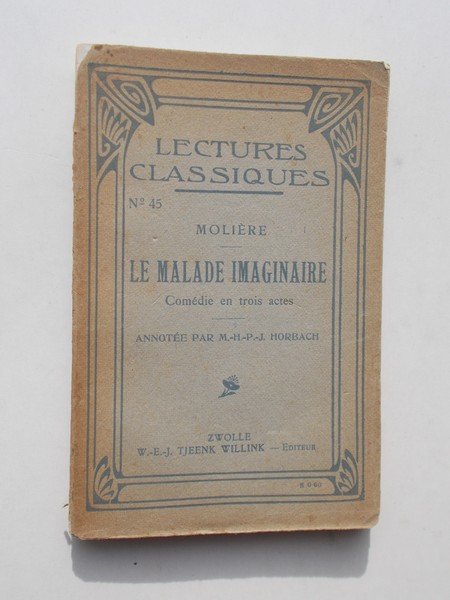 LECTURES
CLASSIQUES
Nº 45
MOLIÈRE
LE MALADE IMAGINAIRE
Comédie en trois actes
ANNOTÉE PAR M.-H.-P.-J. HORBACH
ZWOLLE
W.-E.-J. TJEENK WILLINK — EDITEUR